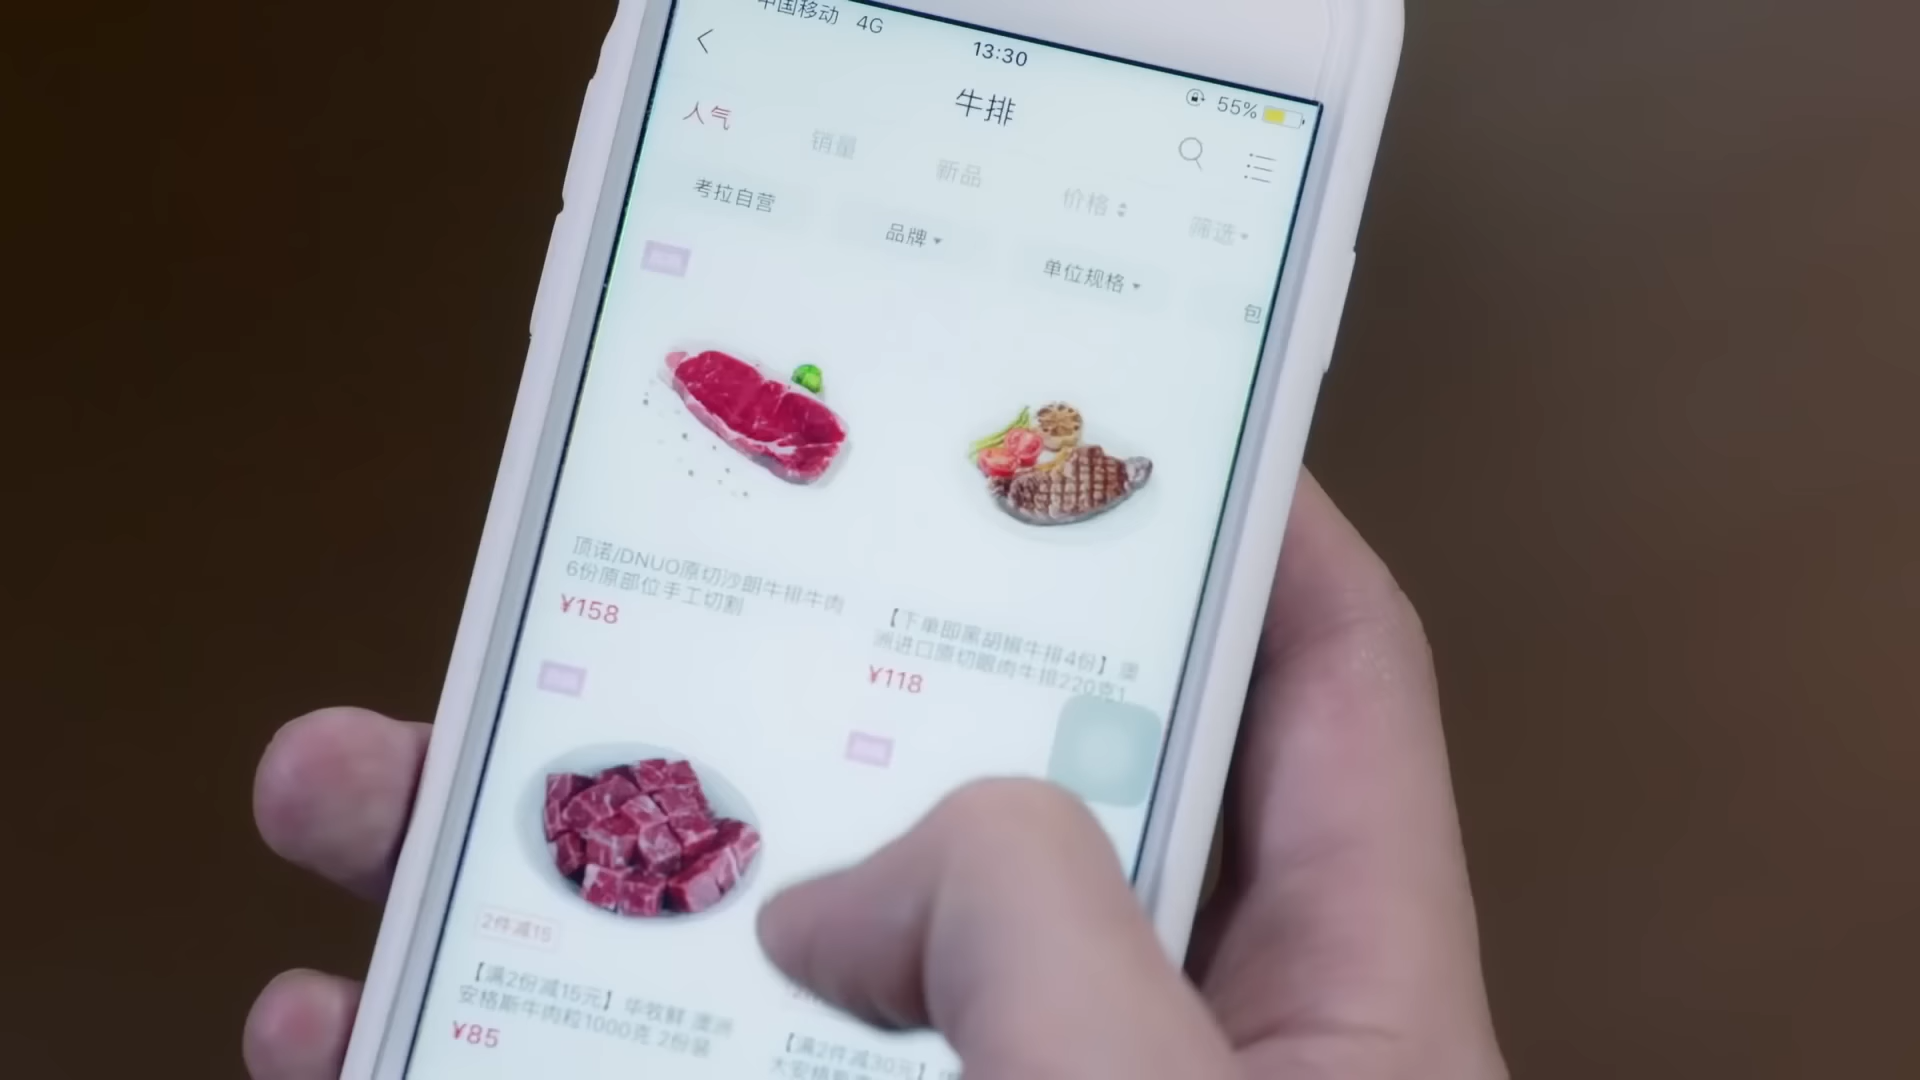 中国移动 4G
13:30
55%
牛排
人气
销量
新品
价格
筛选
考拉自营
品牌
单位规格
包
顶诺/DNUO原切沙朗牛排牛肉
6份原部位手工切割
¥158
【下单即黑胡椒牛排4份】澳
洲进口原切眼肉牛排220克1
¥118
2件减15
【满2份减15元】华牧鲜 澳洲
安格斯牛肉粒1000克 2份装
¥85
【满2件减30元】
大安格斯